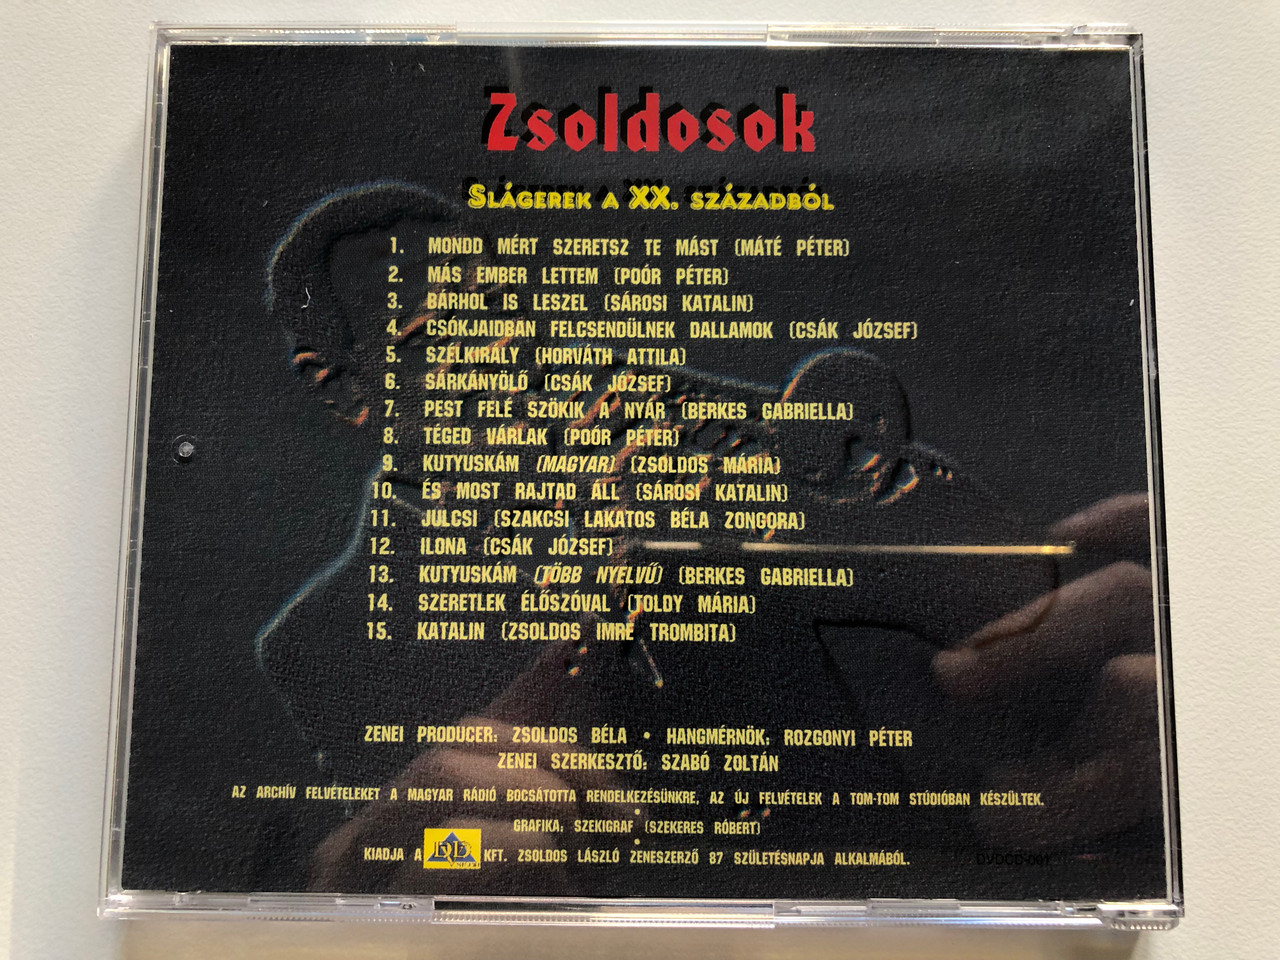 Zsoldosok
SLÁGEREK A XX. SZÁZADBÓL
1. MONDD MÉRT SZERETSZ TE MÁST (MÁTÉ PÉTER)
2. MÁS EMBER LETTEM (POÓR PÉTER)
3. BÁRHOL IS LESZEL (SÁROSI KATALIN)
4. CSÓKJAIDBAN FELCSENDÜLNEK DALLAMOK (CSÁK JÓZSEF)
5. SZÉLKIRÁLY (HORVÁTH ATTILA)
6. SÁRKÁNYÖLŐ (CSÁK JÓZSEF)
7. PEST FELÉ SZÖKIK A NYÁR (BERKES GABRIELLA)
8. TÉGED VÁRLAK (POÓR PÉTER)
9. KUTYUSKÁM (MAGYAR) (ZSOLDOS MÁRIA)
10. ÉS MOST RAJTAD ÁLL (SÁROSI KATALIN)
11. JULCSI (SZAKCSI LAKATOS BÉLA ZONGORA)
12. ILONA (CSÁK JÓZSEF)
13. KUTYUSKÁM (TÖBB NYELVŰ) (BERKES GABRIELLA)
14. SZERETLEK ÉLŐSZÓVAL (TOLDY MÁRIA)
15. KATALIN (ZSOLDOS IMRE TROMBITA)
ZENEI PRODUCER: ZSOLDOS BÉLA • HANGMÉRNÖK: ROZGONYI PÉTER
ZENEI SZERKESZTŐ: SZABÓ ZOLTÁN
AZ ARCHÍV FELVÉTELEKET A MAGYAR RÁDIÓ BOCSÁTOTTA RENDELKEZÉSÜNKRE, AZ ÚJ FELVÉTELEK A TOM-TOM STÚDIÓBAN KÉSZÜLTEK.
•
GRAFIKA: SZEKIGRAF (SZEKERES RÓBERT)
•
KIADJA A KFT. ZSOLDOS LÁSZLÓ ZENESZERZŐ 87 SZÜLETÉSNAPJA ALKALMÁBÓL.
DVDCD-001